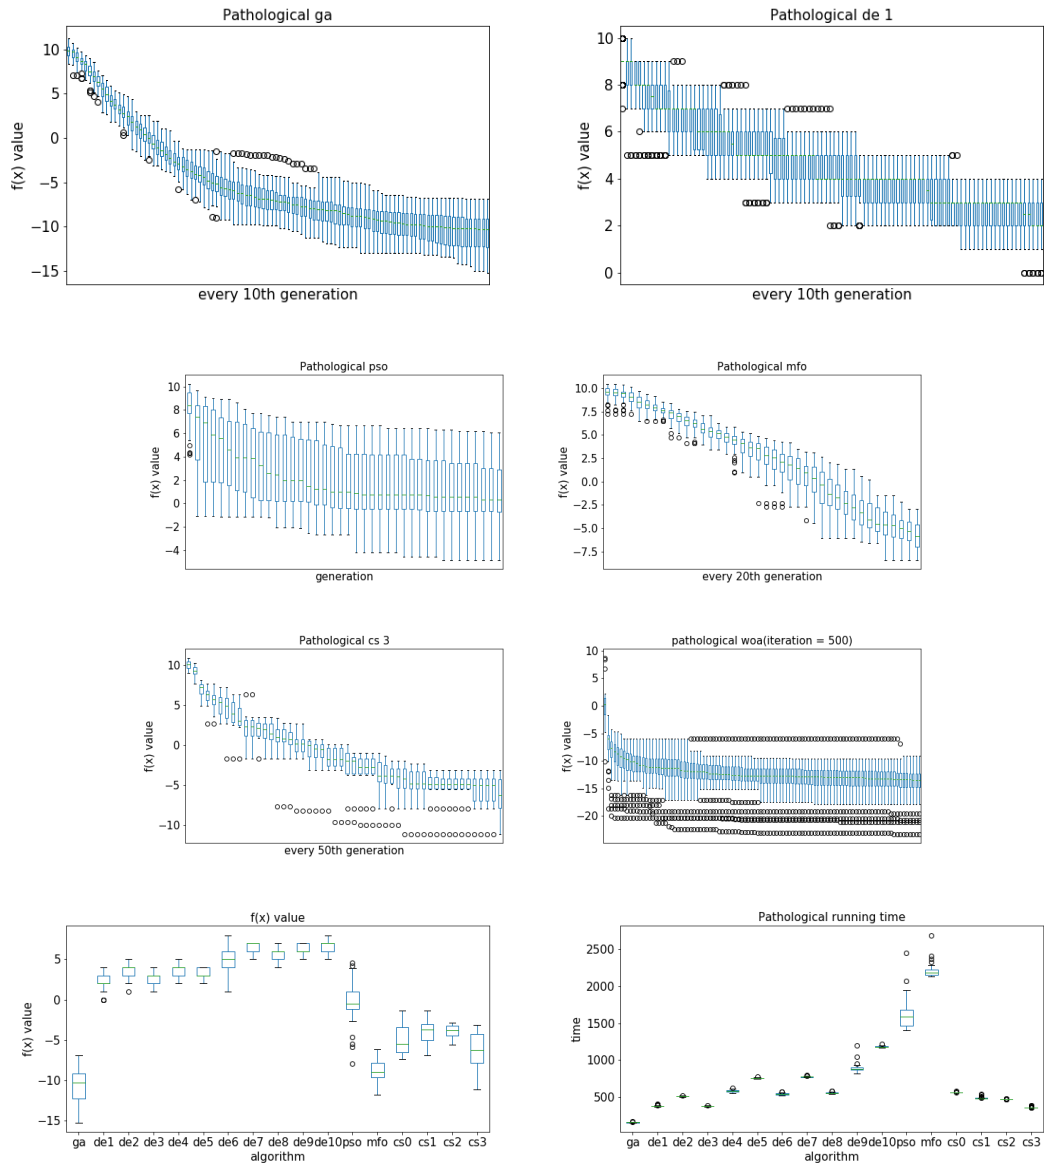 Pathological ga
f(x) value
10
5
0
−5
−10
−15
every 10th generation
Pathological de 1
f(x) value
10
8
6
4
2
0
every 10th generation
Pathological pso
f(x) value
10
8
6
4
2
0
−2
−4
generation
Pathological mfo
f(x) value
10.0
7.5
5.0
2.5
0.0
−2.5
−5.0
−7.5
every 20th generation
Pathological cs 3
f(x) value
10
5
0
−5
−10
every 50th generation
pathological woa(iteration = 500)
f(x) value
10
5
0
−5
−10
−15
−20
f(x) value
f(x) value
5
0
−5
−10
−15
ga de1 de2 de3 de4 de5 de6 de7 de8 de9 de10 pso mfo cs0 cs1 cs2 cs3
algorithm
Pathological running time
time
2500
2000
1500
1000
500
ga de1 de2 de3 de4 de5 de6 de7 de8 de9 de10 pso mfo cs0 cs1 cs2 cs3
algorithm